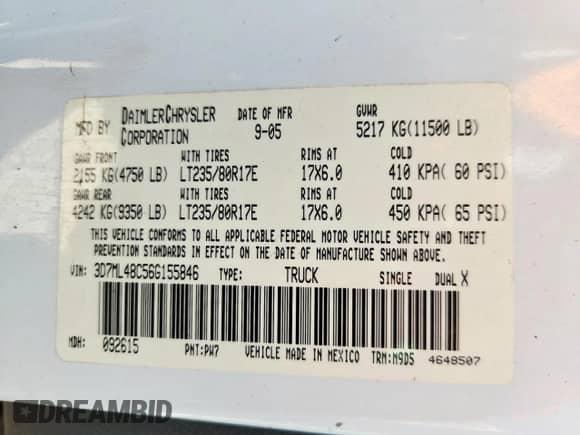 MFD BY DAIMLERCHRYSLER CORPORATION DATE OF MFR 9-05 GVWR 5217 KG(11500 LB)
GAWR FRONT WITH TIRES RIMS AT COLD
2155 KG(4750 LB) LT235/80R17E 17X6.0 410 KPA( 60 PSI)
GAWR REAR WITH TIRES RIMS AT COLD
4242 KG(9350 LB) LT235/80R17E 17X6.0 450 KPA( 65 PSI)
THIS VEHICLE CONFORMS TO ALL APPLICABLE FEDERAL MOTOR VEHICLE SAFETY AND THEFT
PREVENTION STANDARDS IN EFFECT ON THE DATE OF MANUFACTURE SHOWN ABOVE.
VIN: 3D7ML48C56G155846 TYPE: TRUCK SINGLE DUAL X
MDH: 092615 PNT:PW7 VEHICLE MADE IN MEXICO TRN:M9D5 4648507
DREAMBID